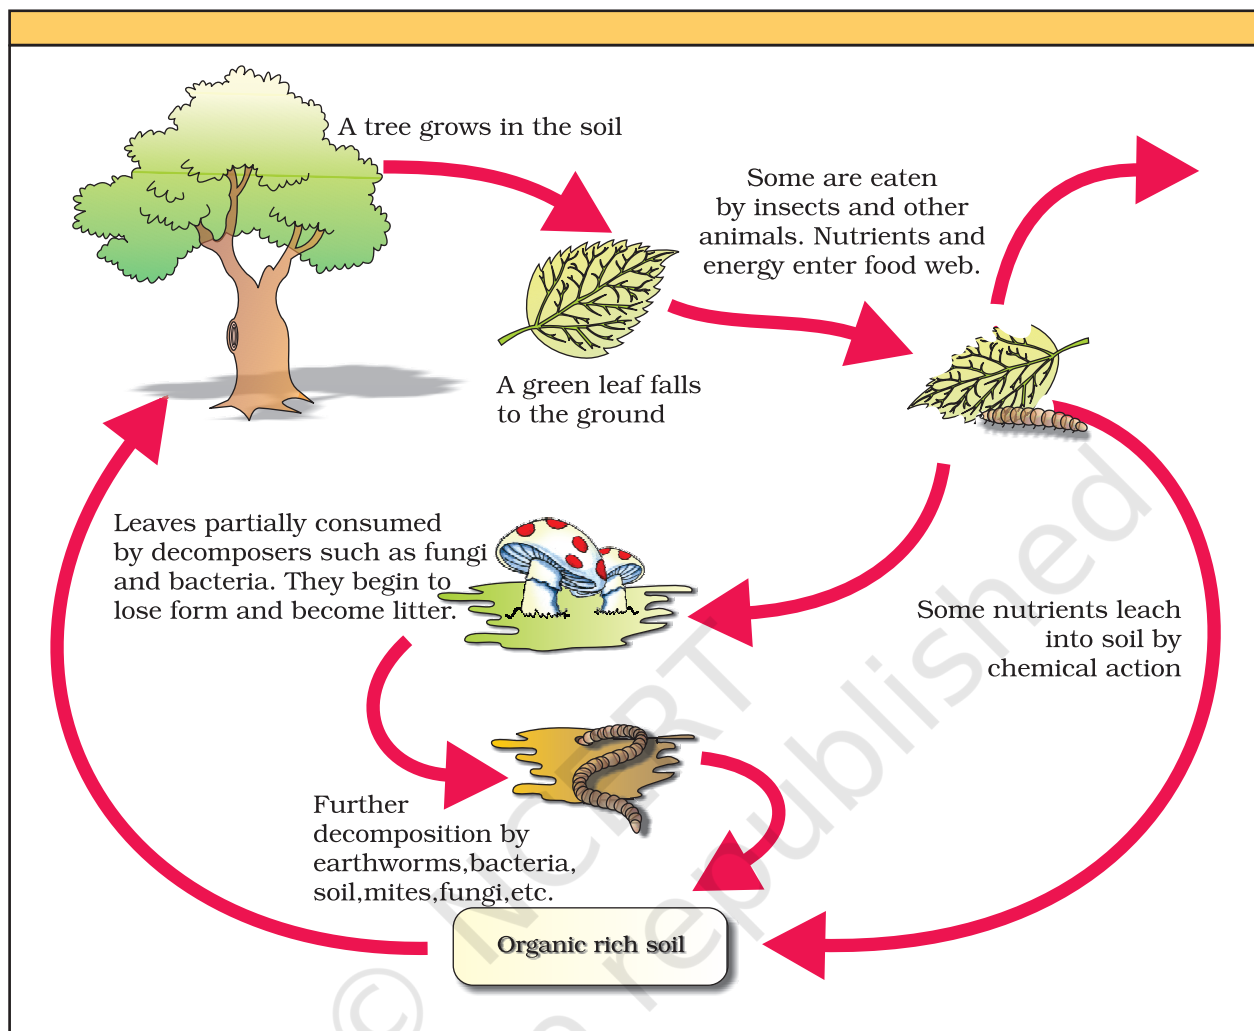 A tree grows in the soil
Some are eaten
by insects and other
animals. Nutrients and
energy enter food web.
A green leaf falls
to the ground
Leaves partially consumed
by decomposers such as fungi
and bacteria. They begin to
lose form and become litter.
Some nutrients leach
into soil by
chemical action
Further
decomposition by
earthworms,bacteria,
soil,mites,fungi,etc.
Organic rich soil
© NCERT
republished